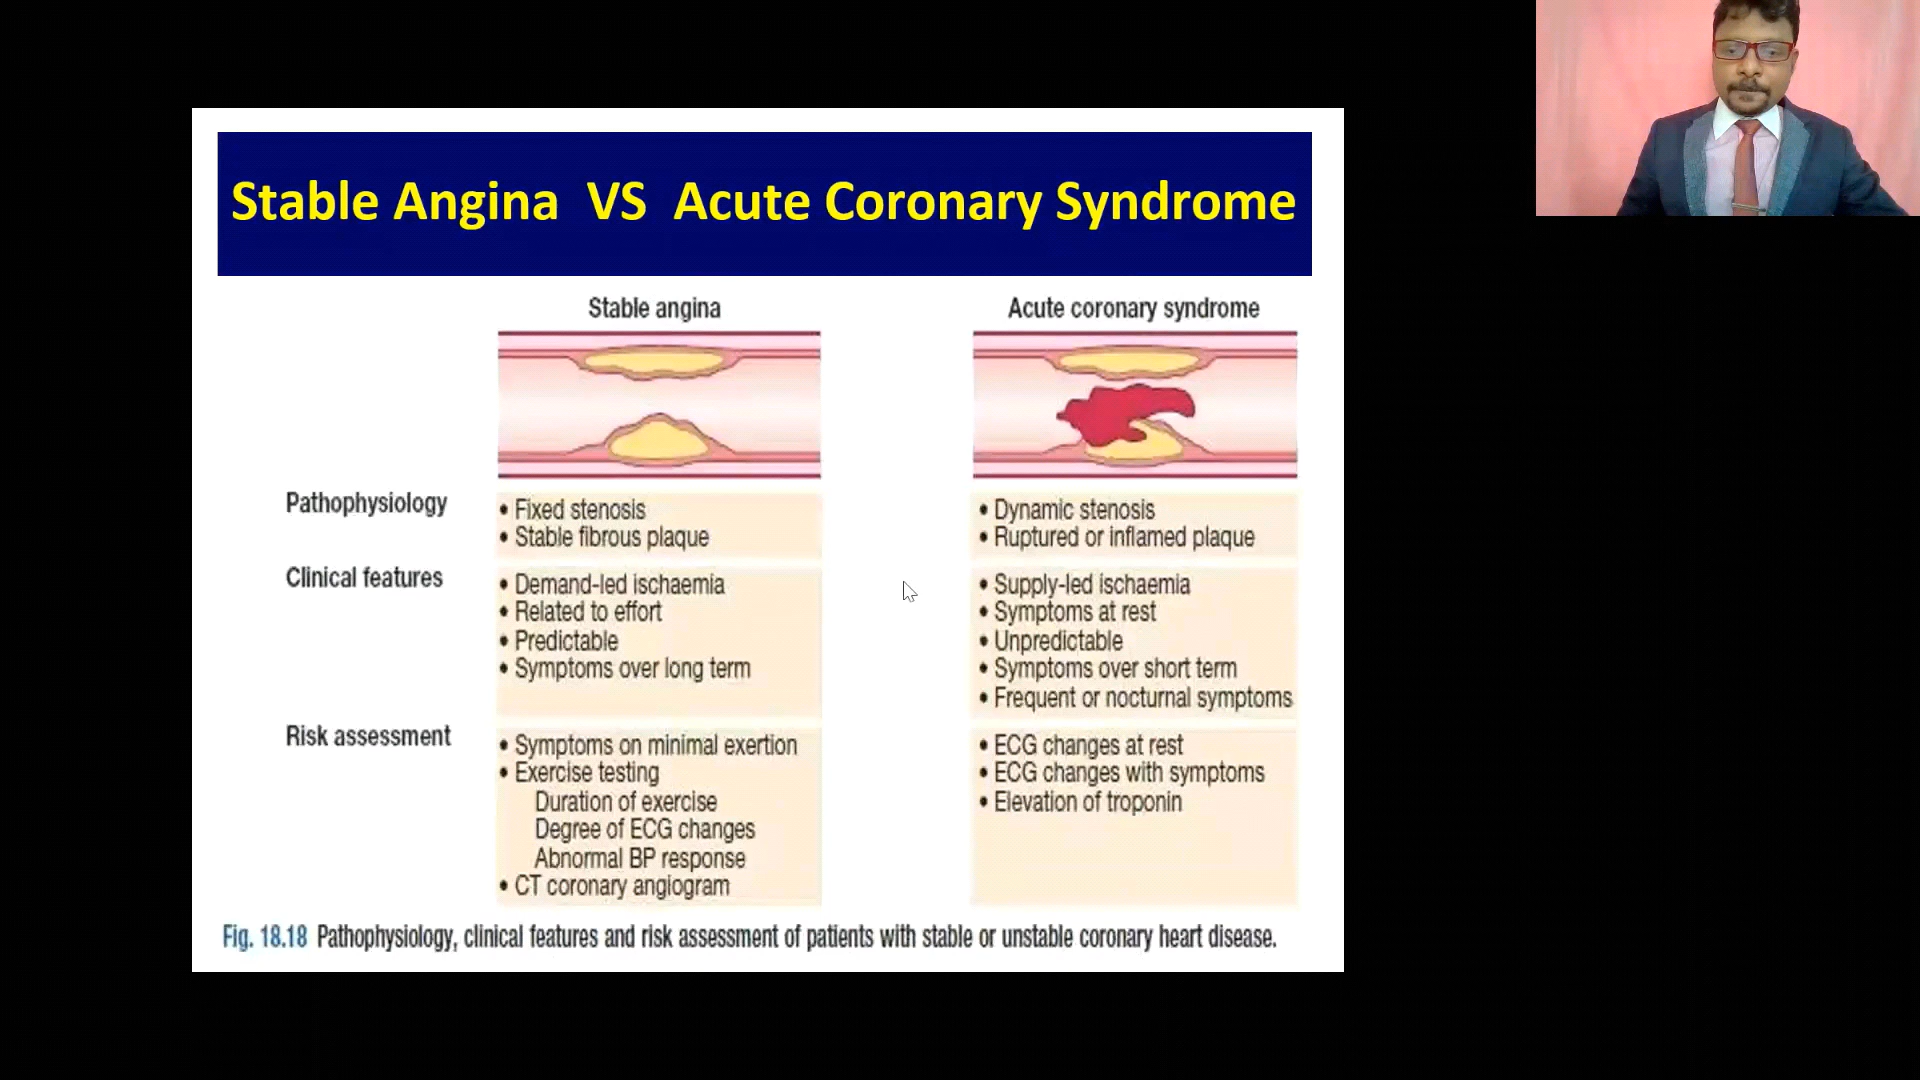 Stable Angina VS Acute Coronary Syndrome
Stable angina
Acute coronary syndrome
Pathophysiology
• Fixed stenosis
• Stable fibrous plaque
• Dynamic stenosis
• Ruptured or inflamed plaque
Clinical features
• Demand-led ischaemia
• Related to effort
• Predictable
• Symptoms over long term
• Supply-led ischaemia
• Symptoms at rest
• Unpredictable
• Symptoms over short term
• Frequent or nocturnal symptoms
Risk assessment
• Symptoms on minimal exertion
• Exercise testing
Duration of exercise
Degree of ECG changes
Abnormal BP response
• CT coronary angiogram
• ECG changes at rest
• ECG changes with symptoms
• Elevation of troponin
Fig. 18.18 Pathophysiology, clinical features and risk assessment of patients with stable or unstable coronary heart disease.